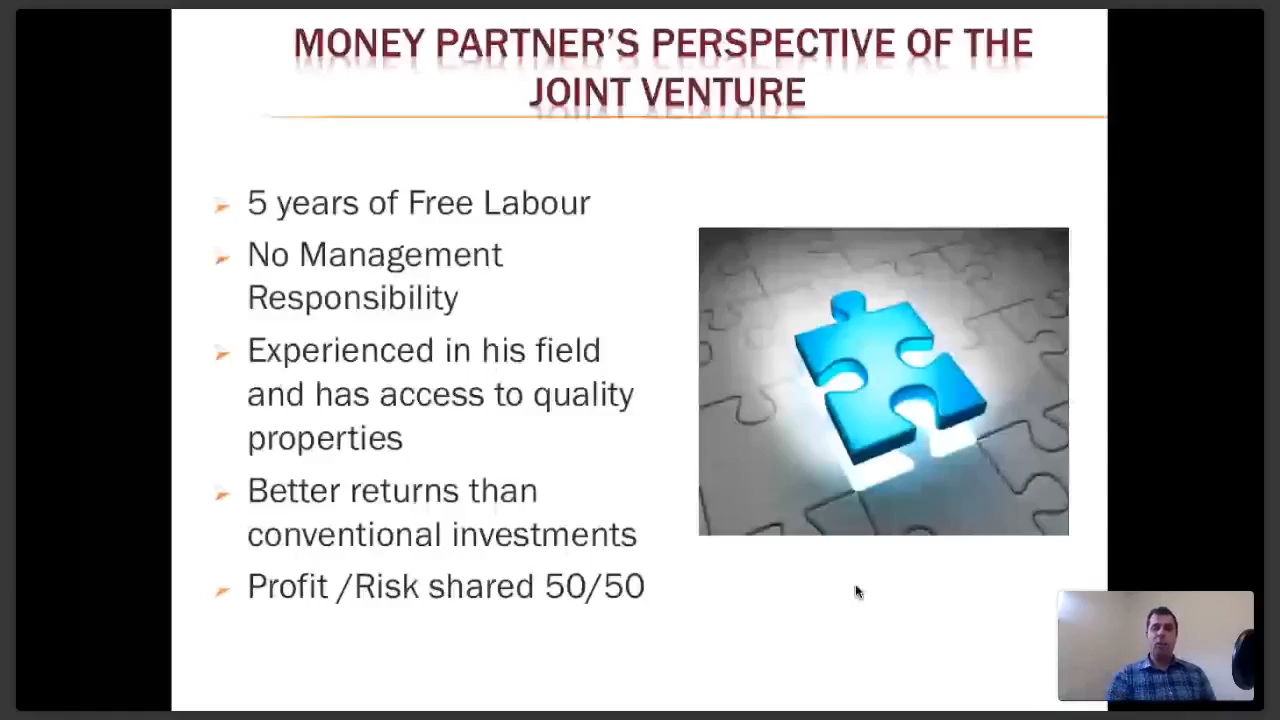 MONEY PARTNER'S PERSPECTIVE OF THE
JOINT VENTURE
5 years of Free Labour
No Management
Responsibility
Experienced in his field
and has access to quality
properties
Better returns than
conventional investments
Profit /Risk shared 50/50